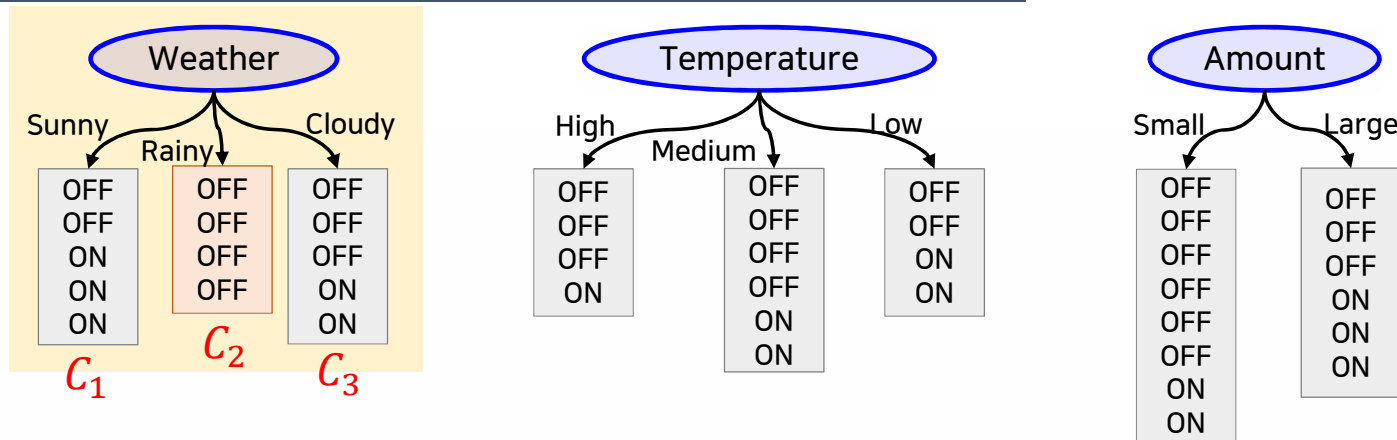 Weather
Sunny
Rainy
Cloudy
OFF
OFF
ON
ON
ON
C1
OFF
OFF
OFF
OFF
C2
OFF
OFF
OFF
ON
ON
C3
Temperature
High
Medium
Low
OFF
OFF
OFF
ON
OFF
OFF
OFF
OFF
ON
ON
OFF
OFF
ON
ON
Amount
Small
Large
OFF
OFF
OFF
OFF
OFF
OFF
ON
ON
OFF
OFF
OFF
ON
ON
ON